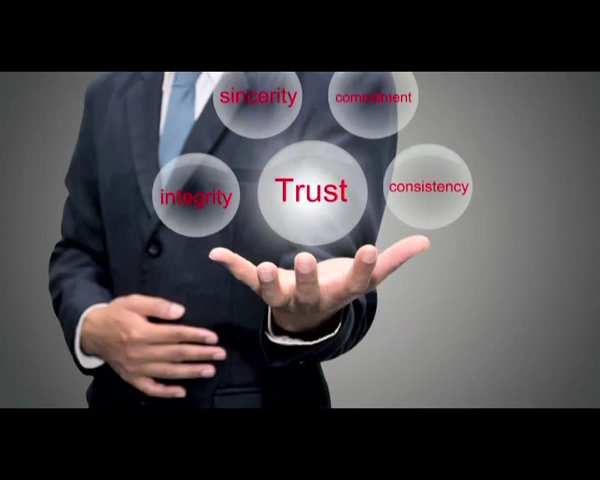 sincerity
commitment
integrity
Trust
consistency